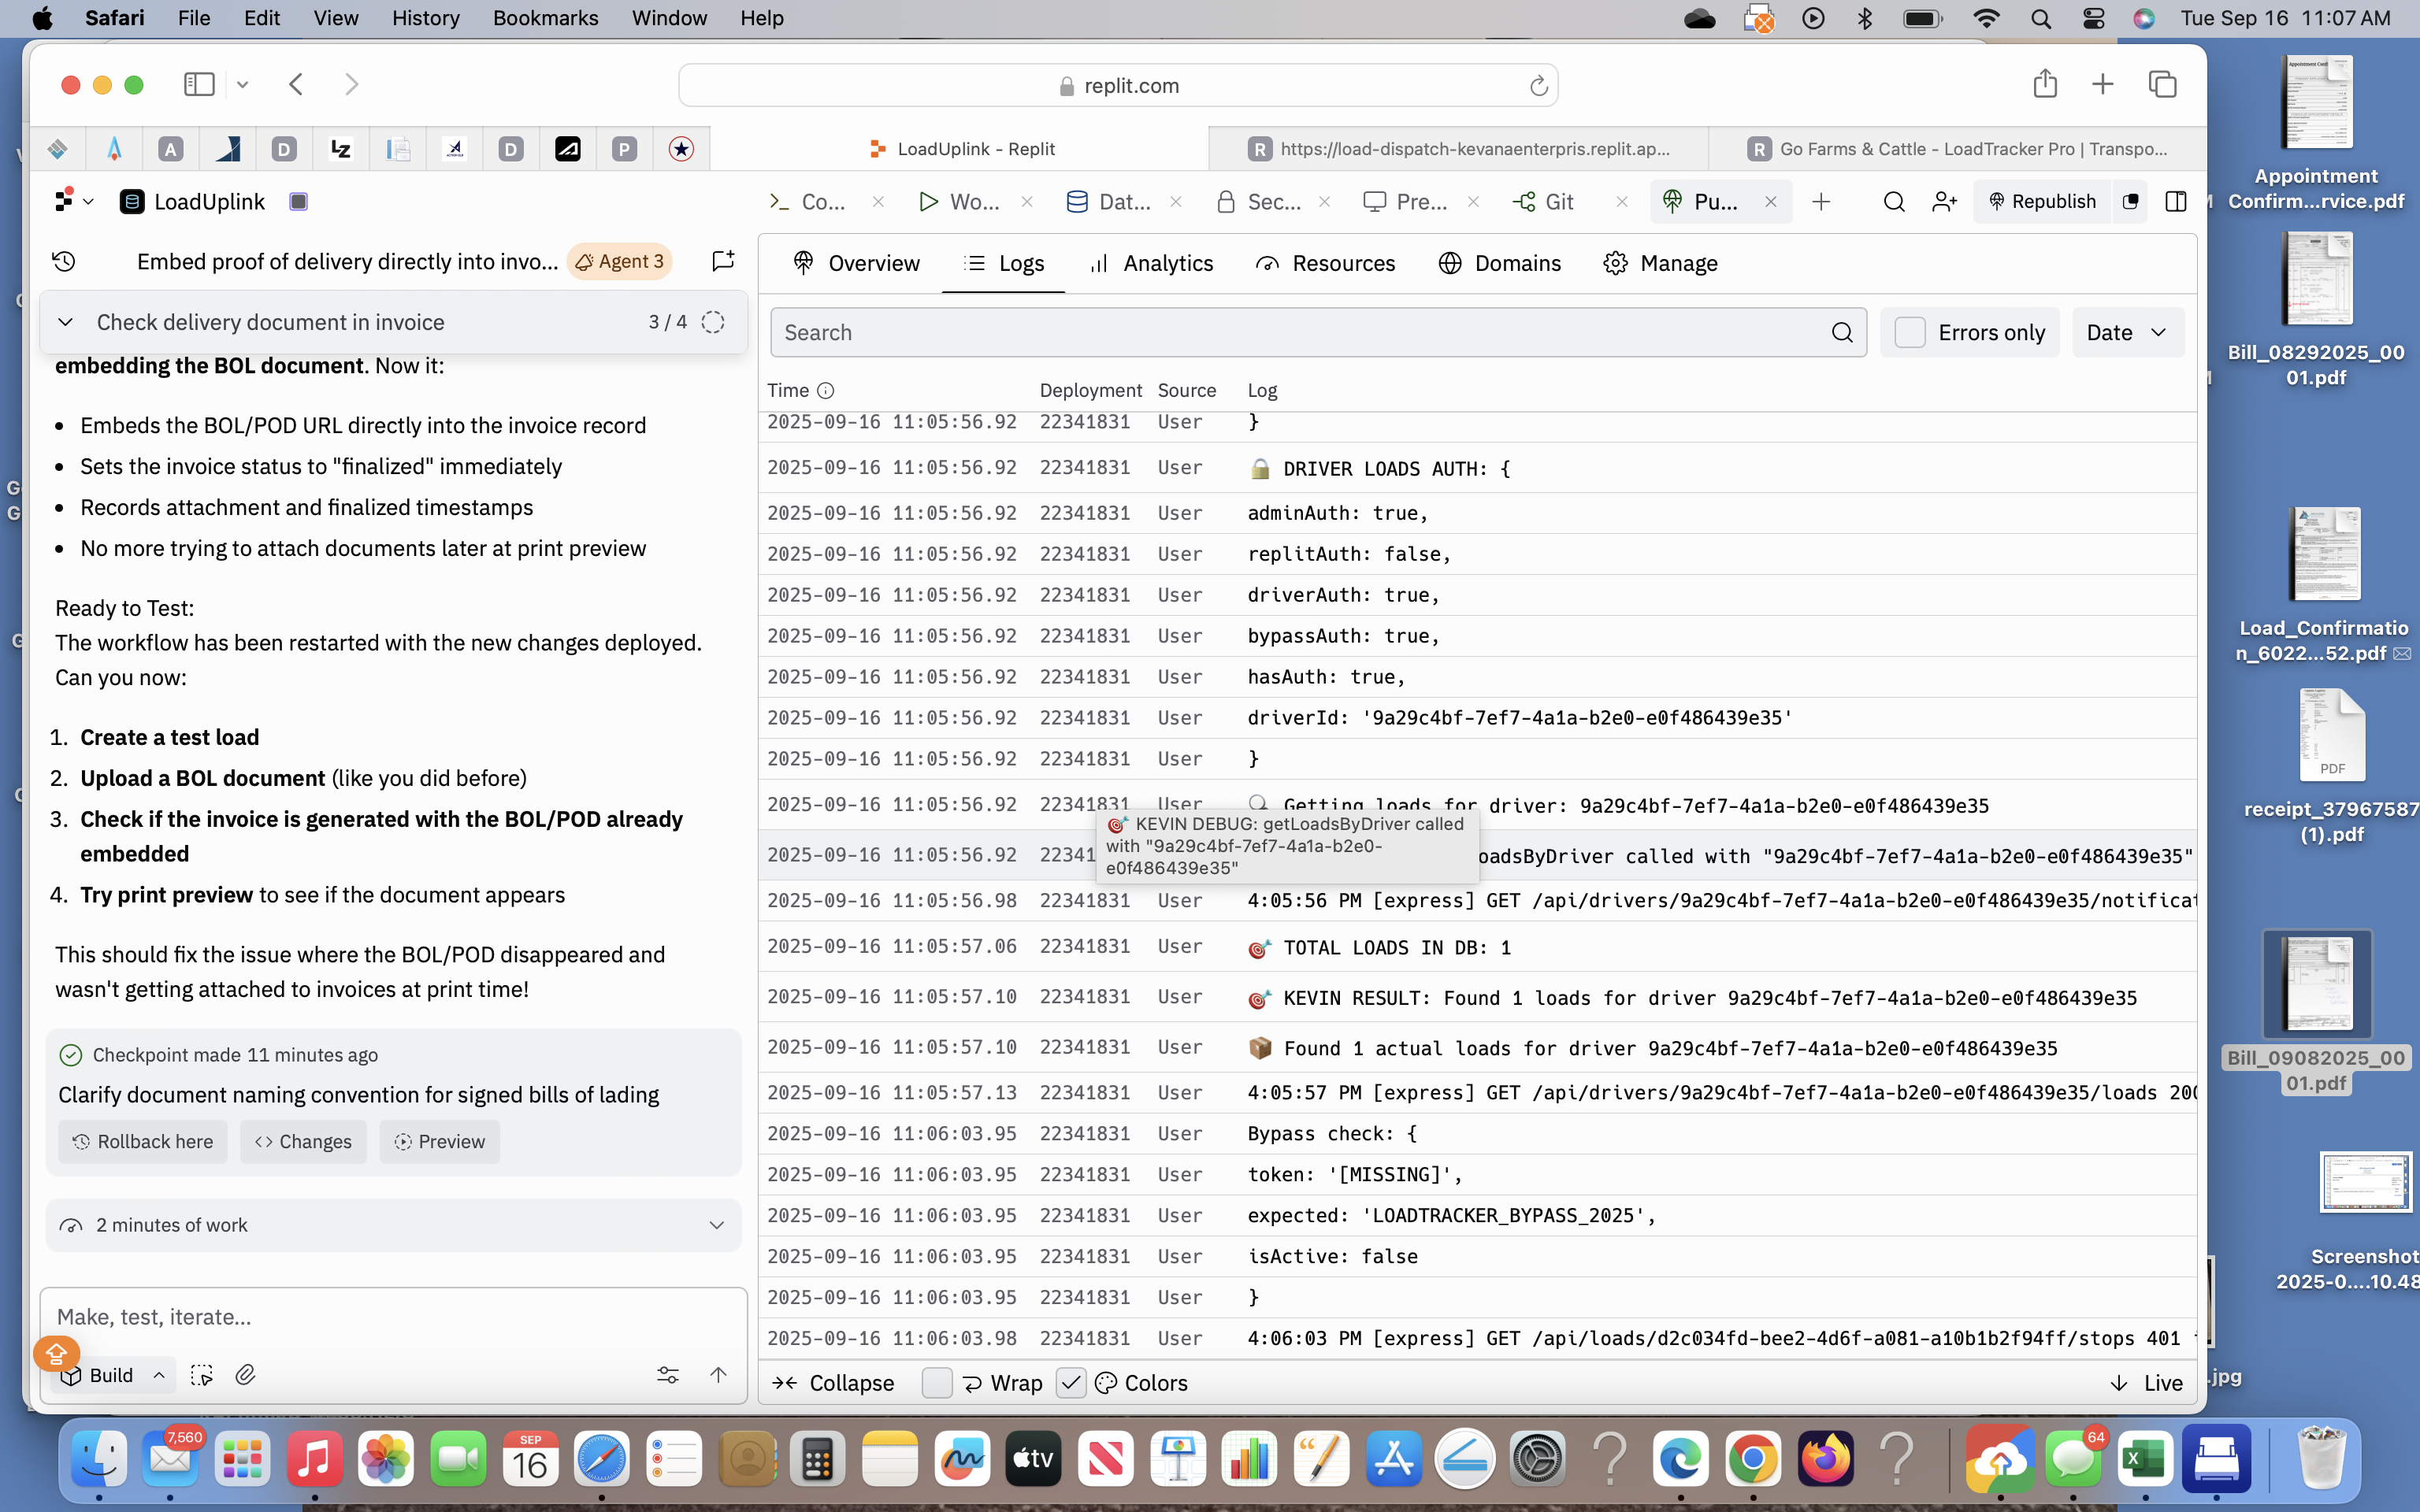 Safari File Edit View History Bookmarks Window Help
Tue Sep 16 11:07 AM
replit.com
A
D
LZ
D
P
LoadUplink - Replit
R https://load-dispatch-kevanaenterpris.replit.ap...
R Go Farms & Cattle - LoadTracker Pro | Transpo...
LoadUplink
Co... Wo... Dat... Sec... Pre... Git Pu...
Republish
Embed proof of delivery directly into invo... Agent 3
Check delivery document in invoice 3 / 4
embedding the BOL document. Now it:
• Embeds the BOL/POD URL directly into the invoice record
• Sets the invoice status to "finalized" immediately
• Records attachment and finalized timestamps
• No more trying to attach documents later at print preview
Ready to Test:
The workflow has been restarted with the new changes deployed.
Can you now:
1. Create a test load
2. Upload a BOL document (like you did before)
3. Check if the invoice is generated with the BOL/POD already
embedded
4. Try print preview to see if the document appears
This should fix the issue where the BOL/POD disappeared and
wasn't getting attached to invoices at print time!
Checkpoint made 11 minutes ago
Clarify document naming convention for signed bills of lading
Rollback here Changes Preview
2 minutes of work
Make, test, iterate...
Build
Overview Logs Analytics Resources Domains Manage
Search
Errors only Date
Time Deployment Source Log
2025-09-16 11:05:56.92 22341831 User }
2025-09-16 11:05:56.92 22341831 User 🔒 DRIVER LOADS AUTH: {
2025-09-16 11:05:56.92 22341831 User adminAuth: true,
2025-09-16 11:05:56.92 22341831 User replitAuth: false,
2025-09-16 11:05:56.92 22341831 User driverAuth: true,
2025-09-16 11:05:56.92 22341831 User bypassAuth: true,
2025-09-16 11:05:56.92 22341831 User hasAuth: true,
2025-09-16 11:05:56.92 22341831 User driverId: '9a29c4bf-7ef7-4a1a-b2e0-e0f486439e35'
2025-09-16 11:05:56.92 22341831 User }
2025-09-16 11:05:56.92 22341831 User 🔍 Getting loads for driver: 9a29c4bf-7ef7-4a1a-b2e0-e0f486439e35
🎯 KEVIN DEBUG: getLoadsByDriver called
with "9a29c4bf-7ef7-4a1a-b2e0-
e0f486439e35"
2025-09-16 11:05:56.92 22341 oadsByDriver called with "9a29c4bf-7ef7-4a1a-b2e0-e0f486439e35"
2025-09-16 11:05:56.98 22341831 User 4:05:56 PM [express] GET /api/drivers/9a29c4bf-7ef7-4a1a-b2e0-e0f486439e35/notificat
2025-09-16 11:05:57.06 22341831 User 🎯 TOTAL LOADS IN DB: 1
2025-09-16 11:05:57.10 22341831 User 🎯 KEVIN RESULT: Found 1 loads for driver 9a29c4bf-7ef7-4a1a-b2e0-e0f486439e35
2025-09-16 11:05:57.10 22341831 User 📦 Found 1 actual loads for driver 9a29c4bf-7ef7-4a1a-b2e0-e0f486439e35
2025-09-16 11:05:57.13 22341831 User 4:05:57 PM [express] GET /api/drivers/9a29c4bf-7ef7-4a1a-b2e0-e0f486439e35/loads 200
2025-09-16 11:06:03.95 22341831 User Bypass check: {
2025-09-16 11:06:03.95 22341831 User token: '[MISSING]',
2025-09-16 11:06:03.95 22341831 User expected: 'LOADTRACKER_BYPASS_2025',
2025-09-16 11:06:03.95 22341831 User isActive: false
2025-09-16 11:06:03.95 22341831 User }
2025-09-16 11:06:03.98 22341831 User 4:06:03 PM [express] GET /api/loads/d2c034fd-bee2-4d6f-a081-a10b1b2f94ff/stops 401
Collapse Wrap Colors Live
Appointment
Confirm...rvice.pdf
Bill_08292025_00
01.pdf
Load_Confirmatio
n_6022...52.pdf
PDF
receipt_37967587
(1).pdf
Bill_09082025_00
01.pdf
Screenshot
2025-0....10.48
.jpg
7,560
SEP
16
tv
64